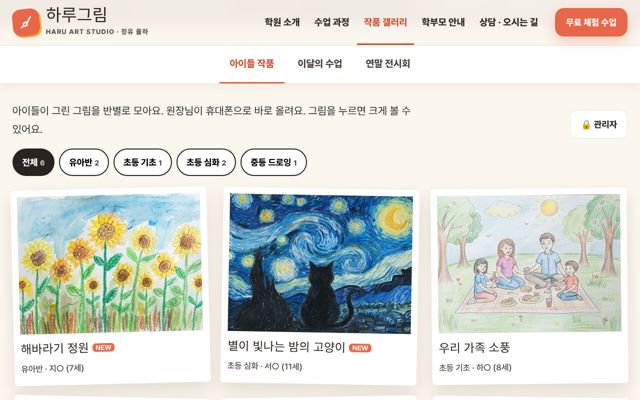 하루그림
HARU ART STUDIO · 장유 율하
학원 소개
수업 과정
작품 갤러리
학부모 안내
상담 · 오시는 길
무료 체험 수업
아이들 작품
이달의 수업
연말 전시회
아이들이 그린 그림을 반별로 모아요. 원장님이 휴대폰으로 바로 올려요. 그림을 누르면 크게 볼 수
있어요.
🔒 관리자
전체 6
유아반 2
초등 기초 1
초등 심화 2
중등 드로잉 1
해바라기 정원 NEW
유아반 · 지○ (7세)
별이 빛나는 밤의 고양이 NEW
초등 심화 · 서○ (11세)
우리 가족 소풍
초등 기초 · 하○ (8세)